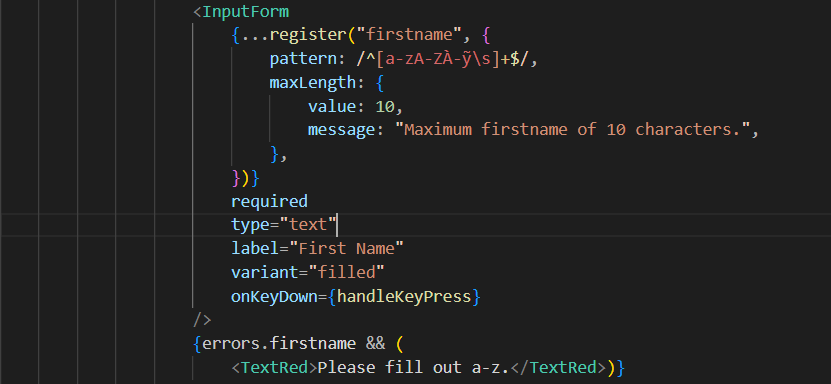 <InputForm
{...register("firstname", {
pattern: /^[a-zA-ZÀ-ỹ\s]+$/,
maxLength: {
value: 10,
message: "Maximum firstname of 10 characters.",
},
})}
required
type="text"
label="First Name"
variant="filled"
onKeyDown={handleKeyPress}
/>
{errors.firstname && (
<TextRed>Please fill out a-z.</TextRed>)}